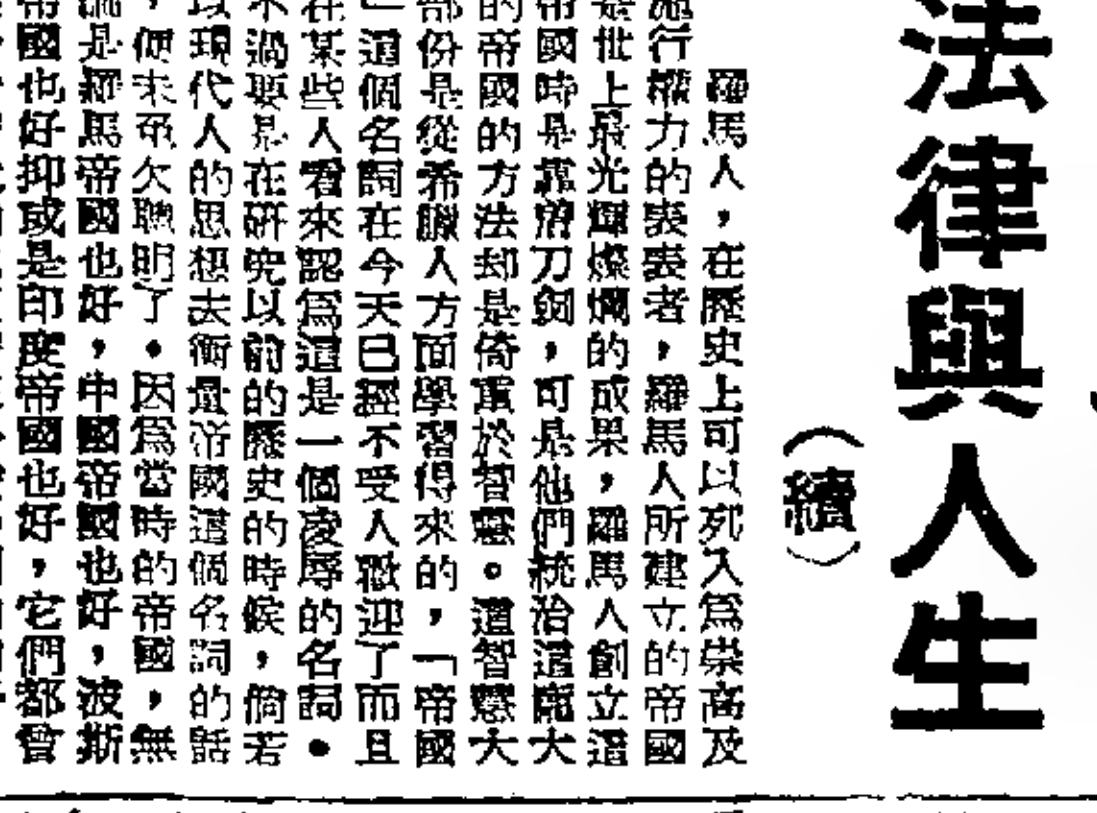 法律與人生
(續)
羅馬人，在歷史上可以列入爲崇高及
施行權力的表表者，羅馬人所建立的帝國
是世上最光輝燦爛的成果，羅馬人創立這
帝國時是靠着刀劍，可是他們統治這龐大
的帝國的方法却是倚重於智慧。這智慧大
部份是從希臘人方面學習得來的，「帝國
」這個名詞在今天已經不受人歡迎了而且
在某些人看來認爲這是一個凌辱的名詞。
不過要是在研究以前的歷史的時候，倘若
以現代人的思想去衡量帝國這個名詞的話
，便未免欠聰明了。因爲當時的帝國，無
論是羅馬帝國也好，中國帝國也好，波斯
帝國也好抑或是印度帝國也好，它們都曾